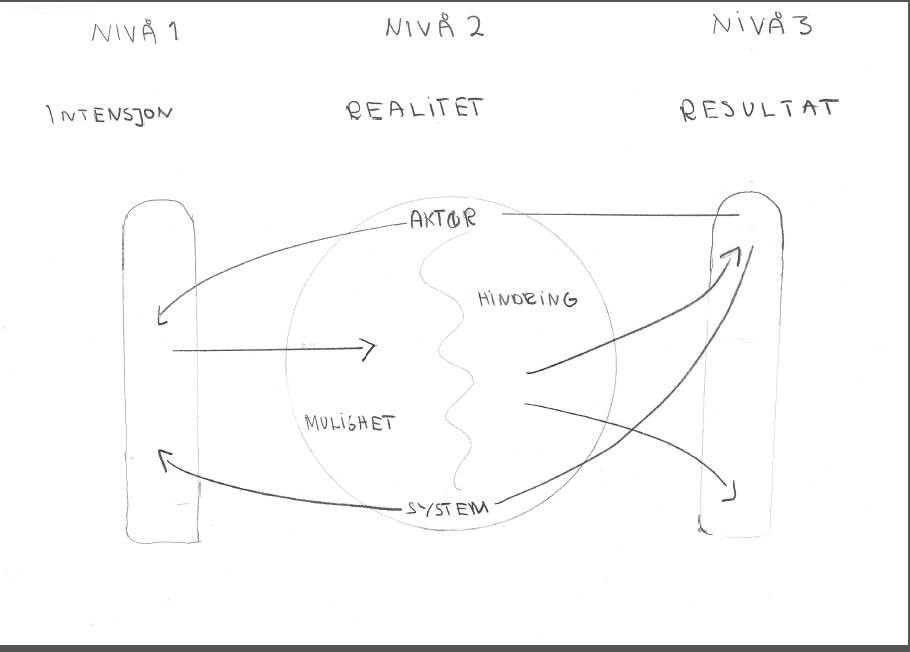 NIVÅ 1
NIVÅ 2
NIVÅ 3
INTENSJON
REALITET
RESULTAT
AKTØR
HINDRING
MULIGHET
SYSTEM